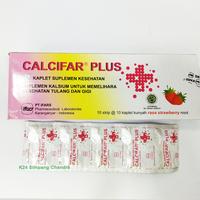 CALCIFAR® PLUS
KAPLET SUPLEMEN KESEHATAN
SUPLEMEN KALSIUM UNTUK MEMELIHARA
KESEHATAN TULANG DAN GIGI
PT IFARS
Pharmaceutical Laboratories
Karanganyar - Indonesia
10 strip @ 10 kaplet kunyah rasa strawberry
K24 Simpang Chandra